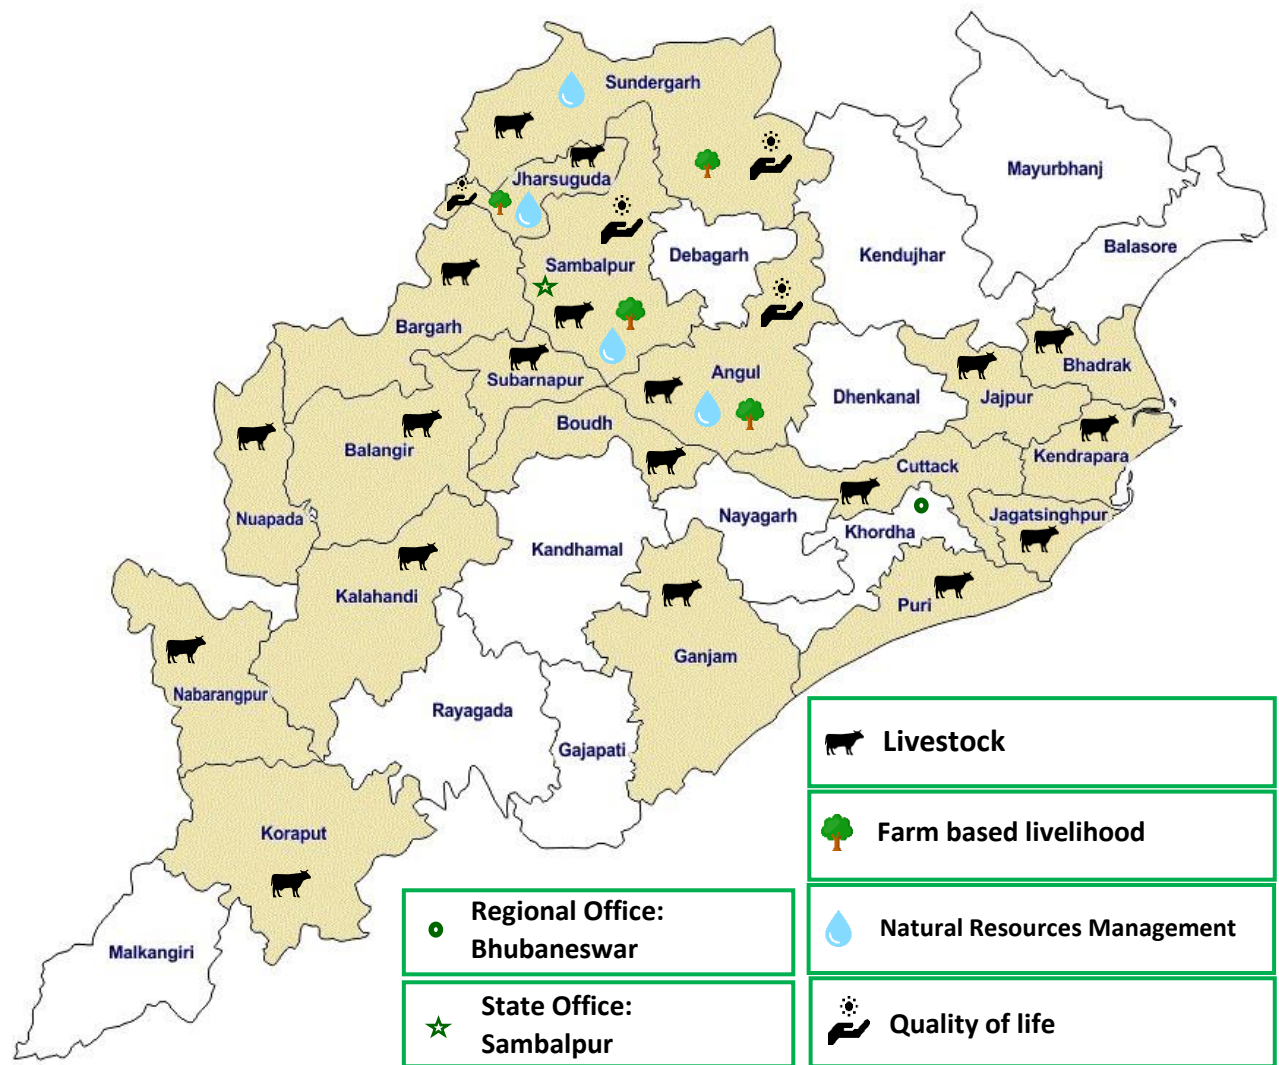 Sundergarh
Mayurbhanj
Jharsuguda
Balasore
Debagarh
Kendujhar
Sambalpur
Bargarh
Bhadrak
Angul
Subarnapur
Dhenkanal
Jajpur
Boudh
Balangir
Kendrapara
Cuttack
Nuapada
Nayagarh
Jagatsinghpur
Khordha
Kandhamal
Kalahandi
Puri
Ganjam
Nabarangpur
Rayagada
Gajapati
Koraput
Malkangiri
Livestock
Farm based livelihood
Natural Resources Management
Quality of life
Regional Office:
Bhubaneswar
State Office:
Sambalpur